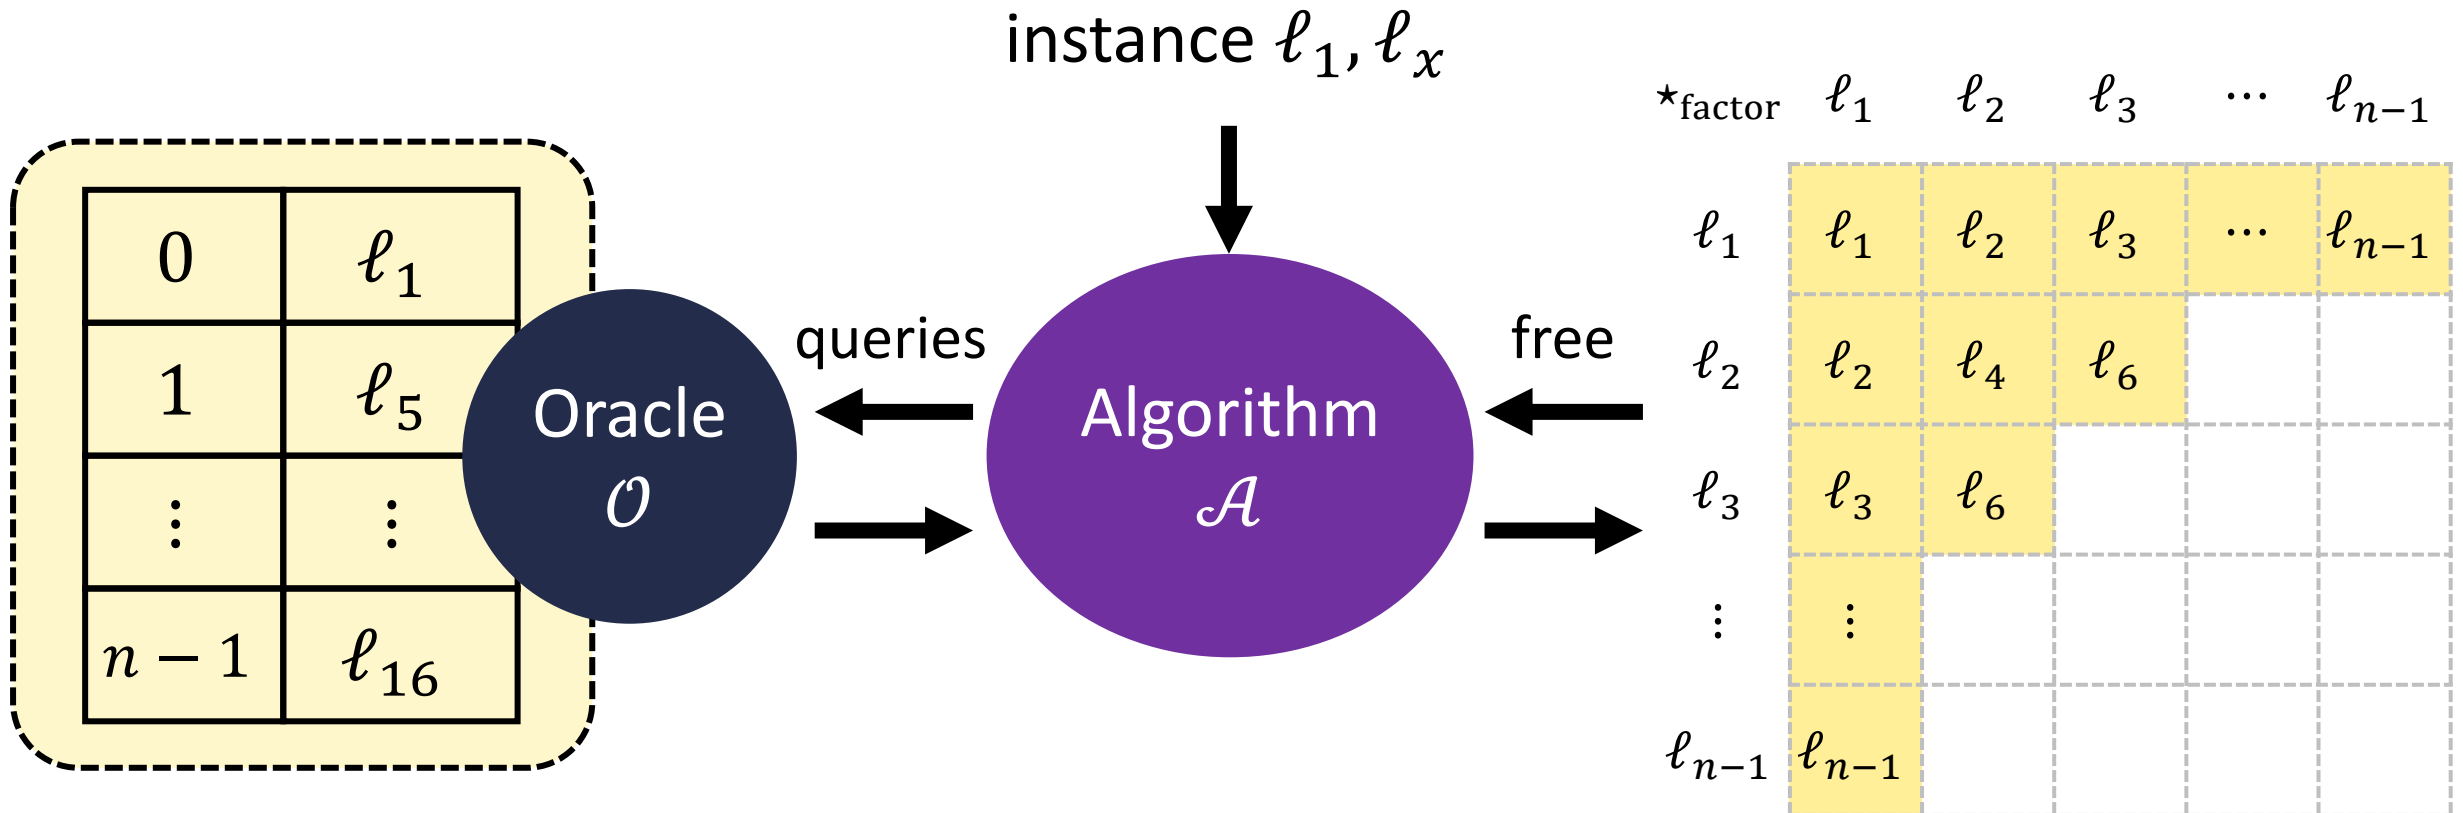 instance ℓ₁, ℓₓ
0 ℓ₁
1 ℓ₅
⋮ ⋮
n − 1 ℓ₁₆
Oracle
𝒪
queries
Algorithm
𝒜
free
⋆factor ℓ₁ ℓ₂ ℓ₃ ⋯ ℓₙ₋₁
ℓ₁ ℓ₁ ℓ₂ ℓ₃ ⋯ ℓₙ₋₁
ℓ₂ ℓ₂ ℓ₄ ℓ₆
ℓ₃ ℓ₃ ℓ₆
⋮ ⋮
ℓₙ₋₁ ℓₙ₋₁